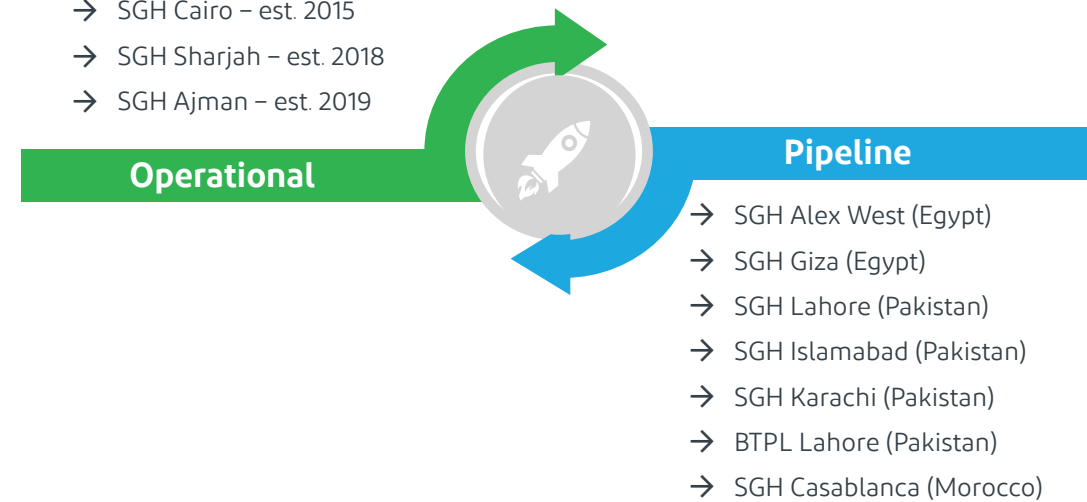 → SGH Cairo – est. 2015
→ SGH Sharjah – est. 2018
→ SGH Ajman – est. 2019
Operational
Pipeline
→ SGH Alex West (Egypt)
→ SGH Giza (Egypt)
→ SGH Lahore (Pakistan)
→ SGH Islamabad (Pakistan)
→ SGH Karachi (Pakistan)
→ BTPL Lahore (Pakistan)
→ SGH Casablanca (Morocco)